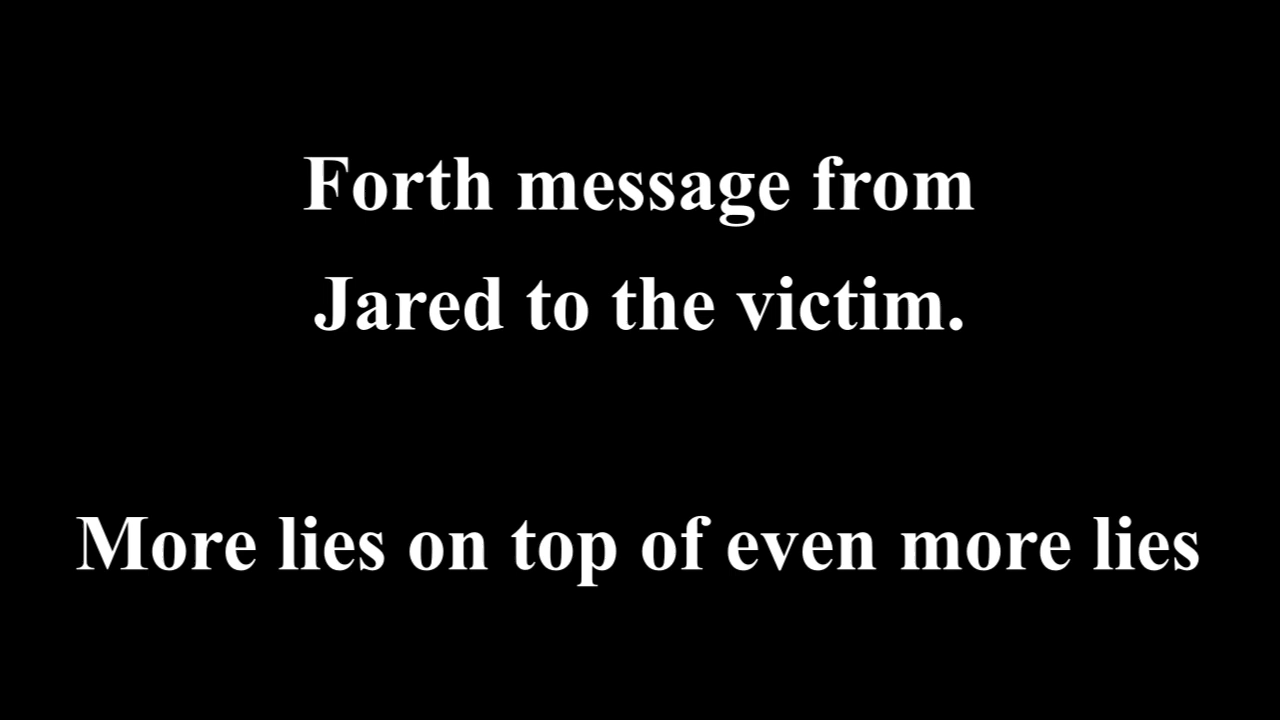 Forth message from
Jared to the victim.
More lies on top of even more lies